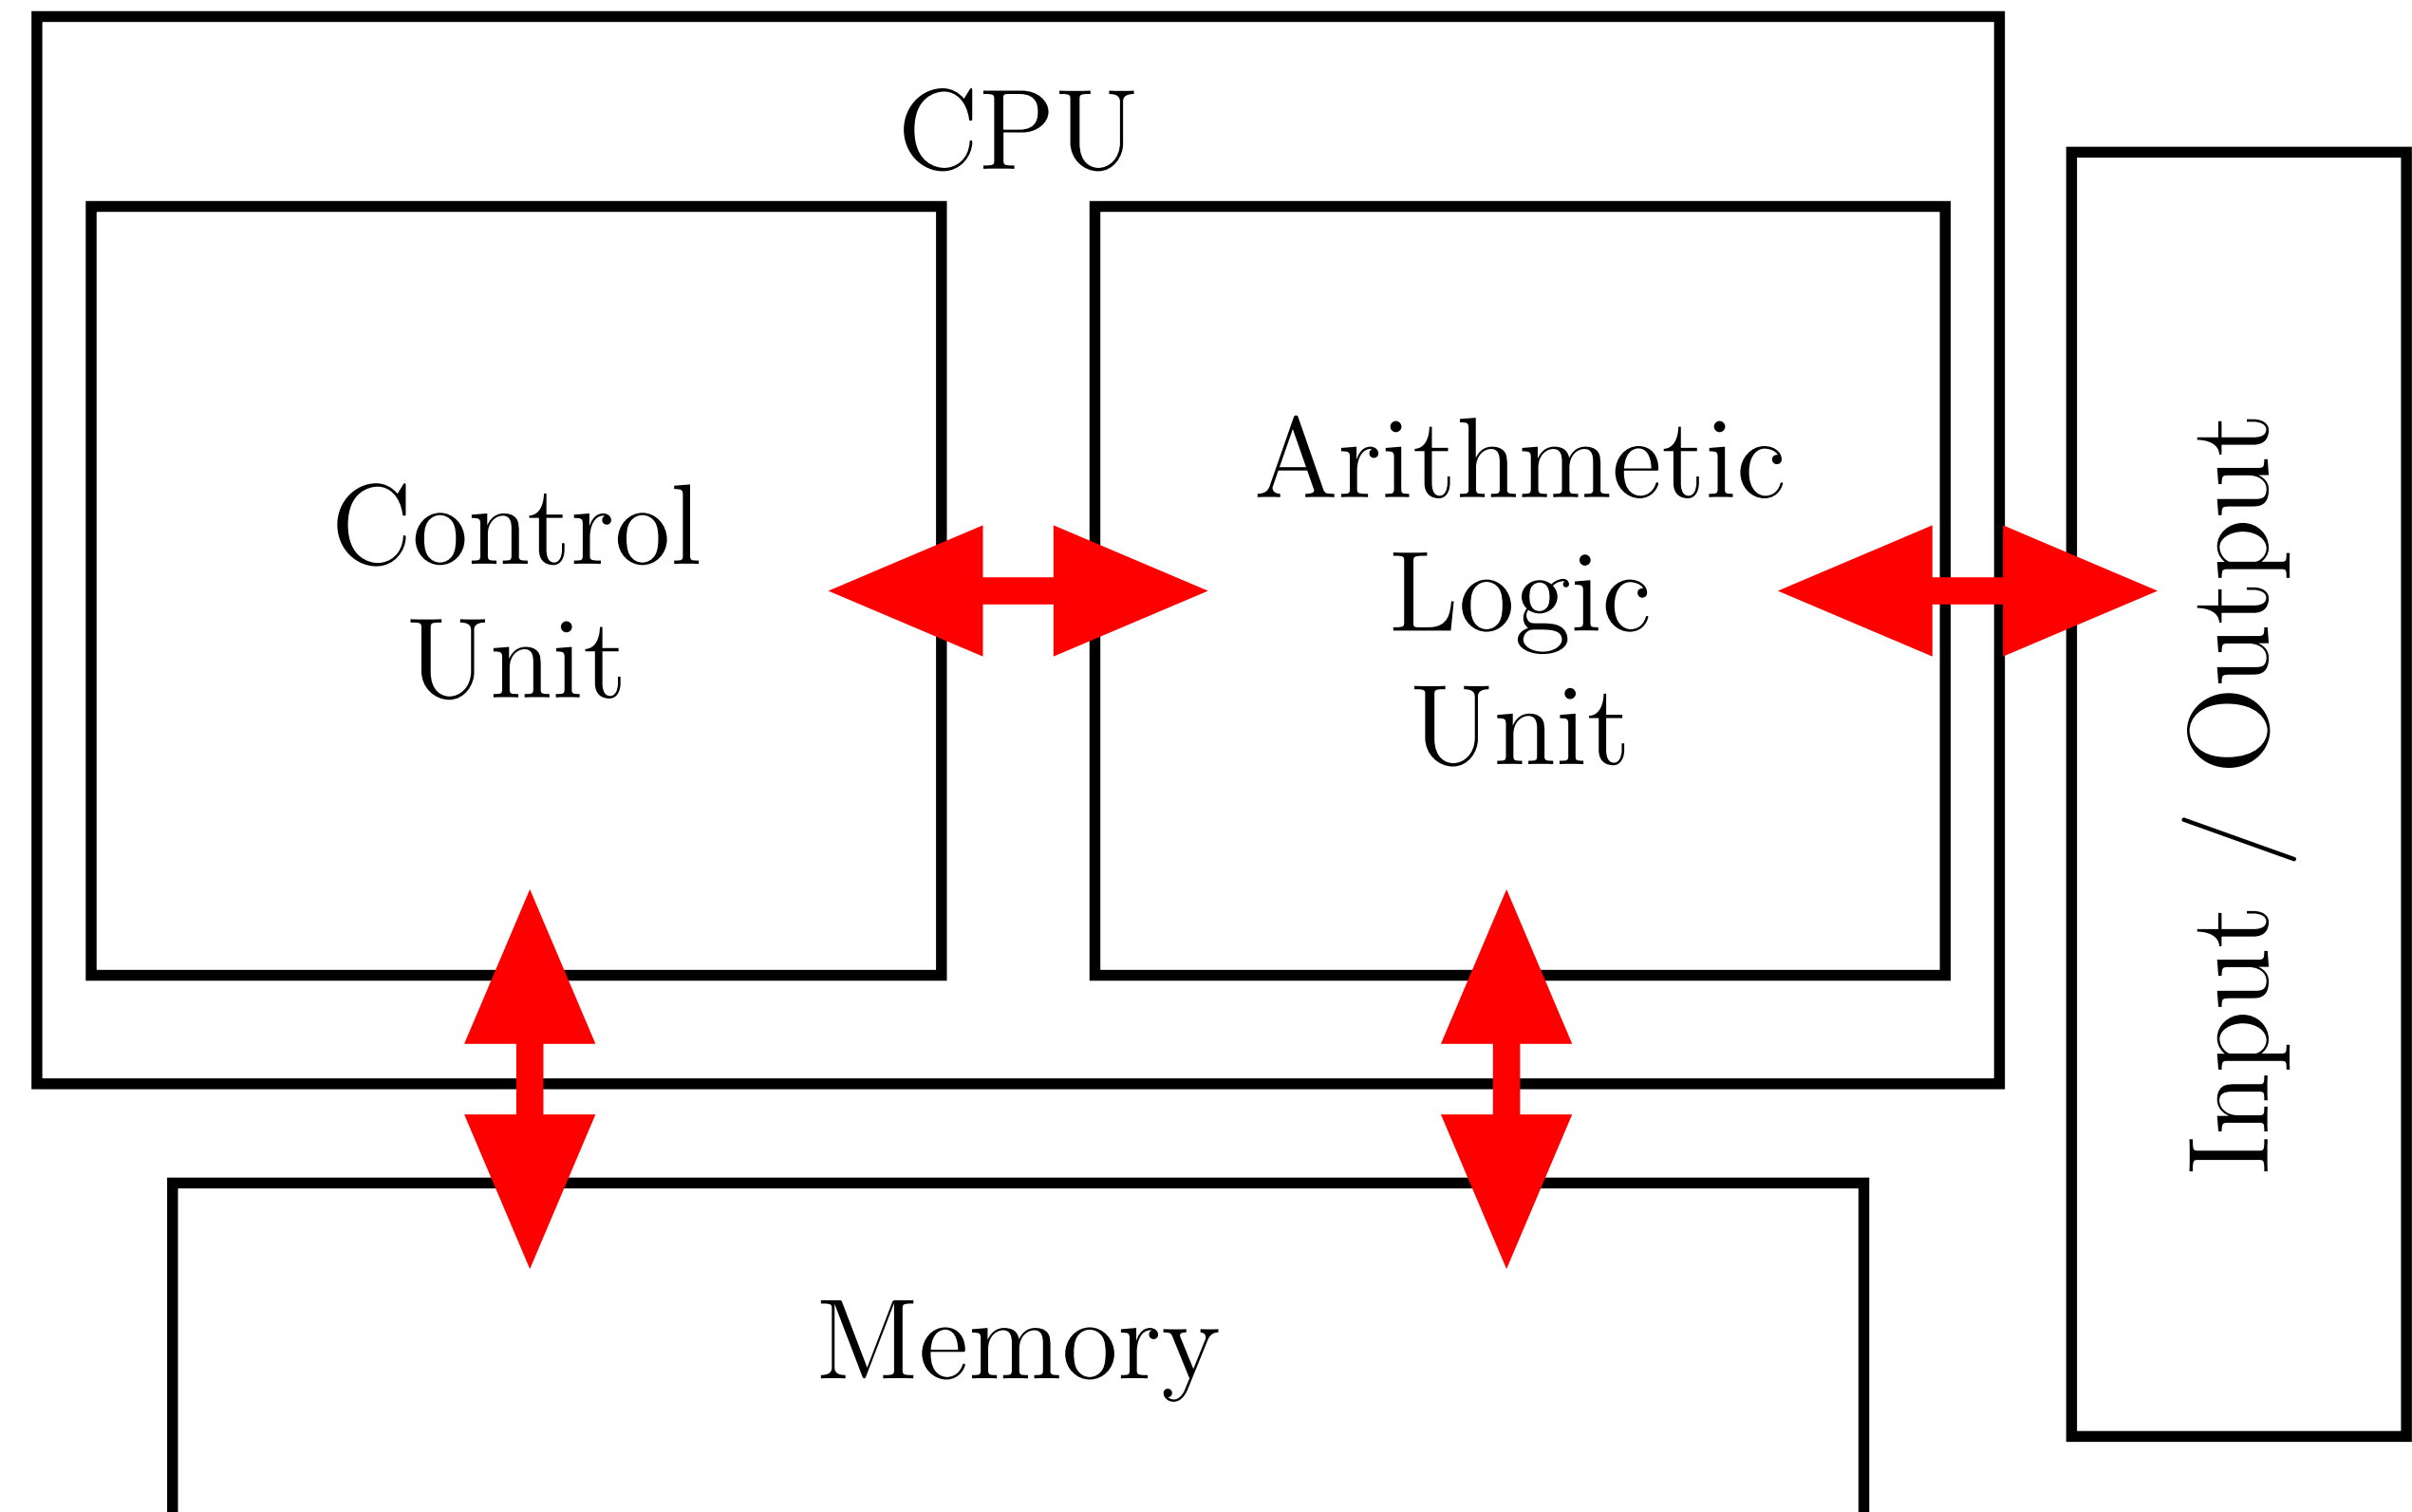 CPU
Control
Unit
Arithmetic
Logic
Unit
Input / Output
Memory